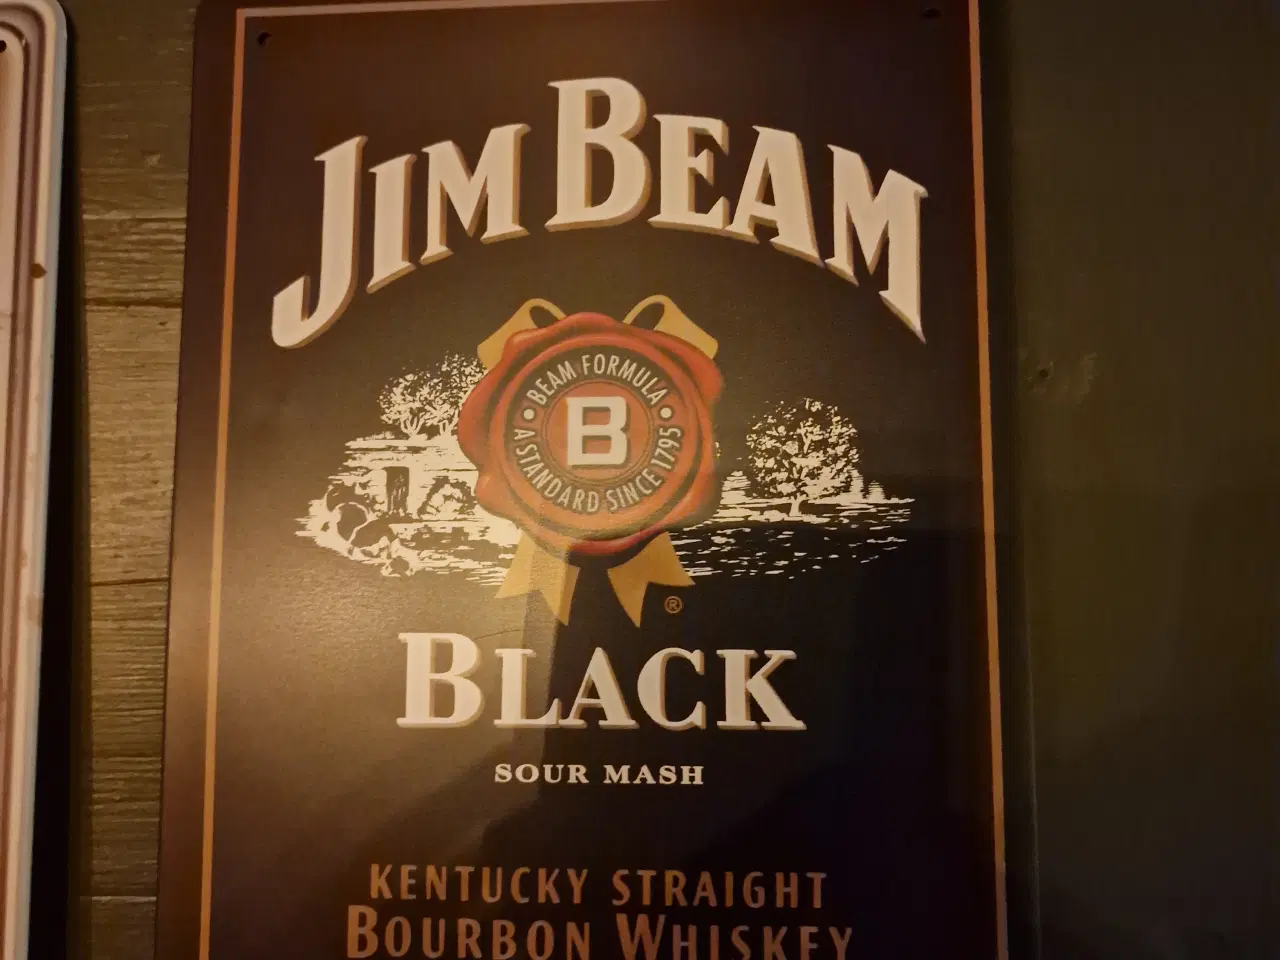 JIM BEAM
BEAM FORMULA
B
A STANDARD SINCE 1795
®
BLACK
SOUR MASH
KENTUCKY STRAIGHT
BOURBON WHISKEY